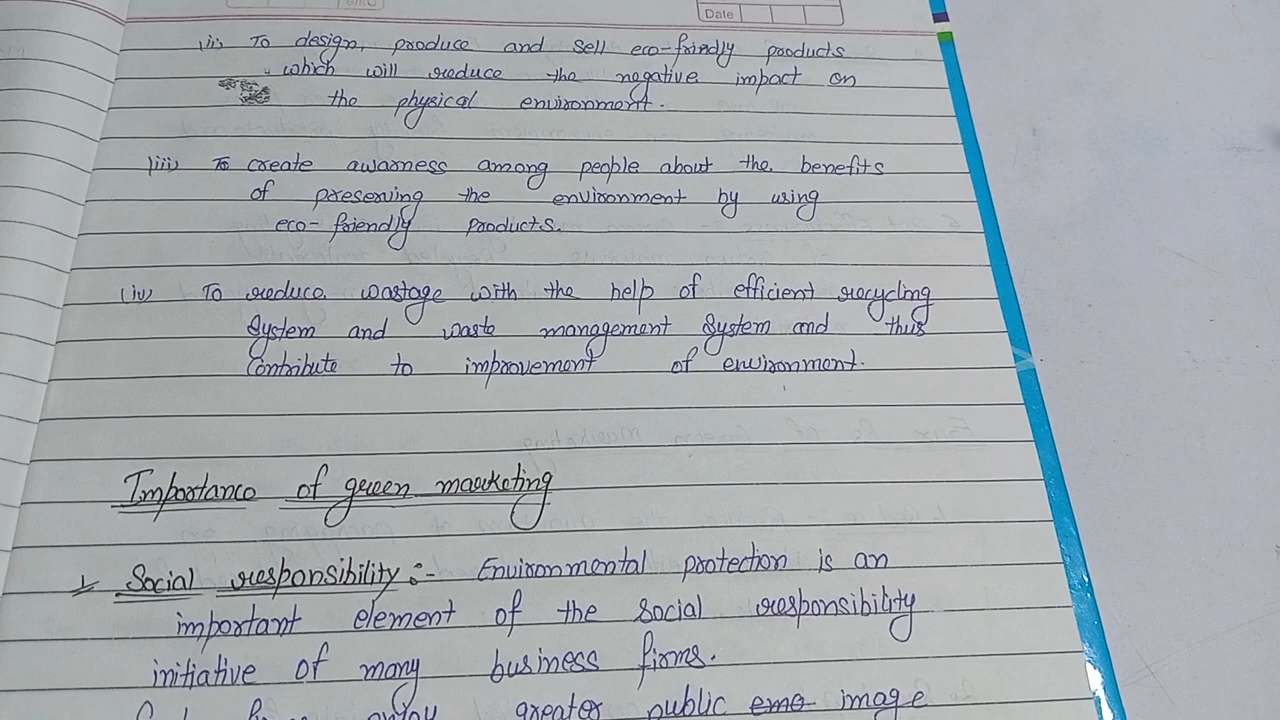 Date
(ii) To design, produce and sell eco-friendly products
which will reduce the negative impact on
the physical environment.
(iii) To create awarness among people about the benefits
of preserving the environment by using
eco-friendly products.
(iv) To reduce wastage with the help of efficient recycling
System and waste management System and thus
Contribute to improvement of environment.
Importance of green marketing
1. Social responsibility :- Environmental protection is an
important element of the social responsibility
initiative of many business firms.
enjoy greater public image